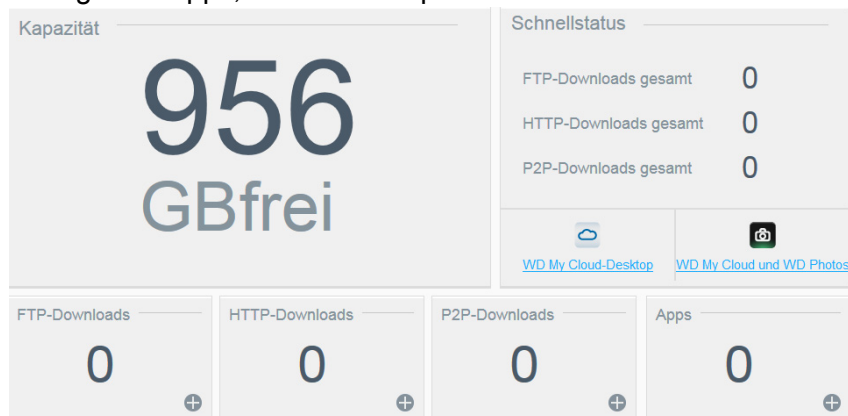 Kapazität
956
GBfrei
Schnellstatus
FTP-Downloads gesamt 0
HTTP-Downloads gesamt 0
P2P-Downloads gesamt 0
WD My Cloud-Desktop
WD My Cloud und WD Photos
FTP-Downloads
0
HTTP-Downloads
0
P2P-Downloads
0
Apps
0